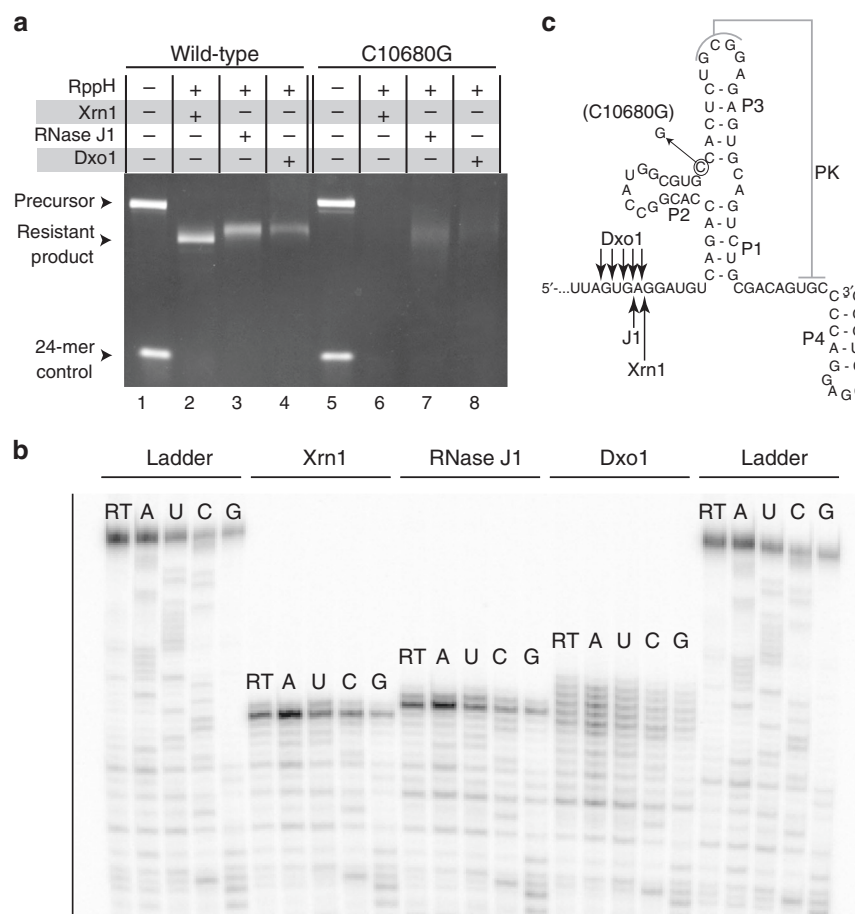 a
Wild-type C10680G
RppH − + + + − + + +
Xrn1 − + − − − + − −
RNase J1 − − + − − − + −
Dxo1 − − − + − − − +
Precursor
Resistant product
24-mer control
1 2 3 4 5 6 7 8
c
(C10680G)
G
C
P3
P2
P1
PK
P4
Dxo1
5′-...UUAGUGAGGAUGU
CGACAGUGC
3′
J1
Xrn1
b
Ladder Xrn1 RNase J1 Dxo1 Ladder
RT A U C G
RT A U C G
RT A U C G
RT A U C G
RT A U C G